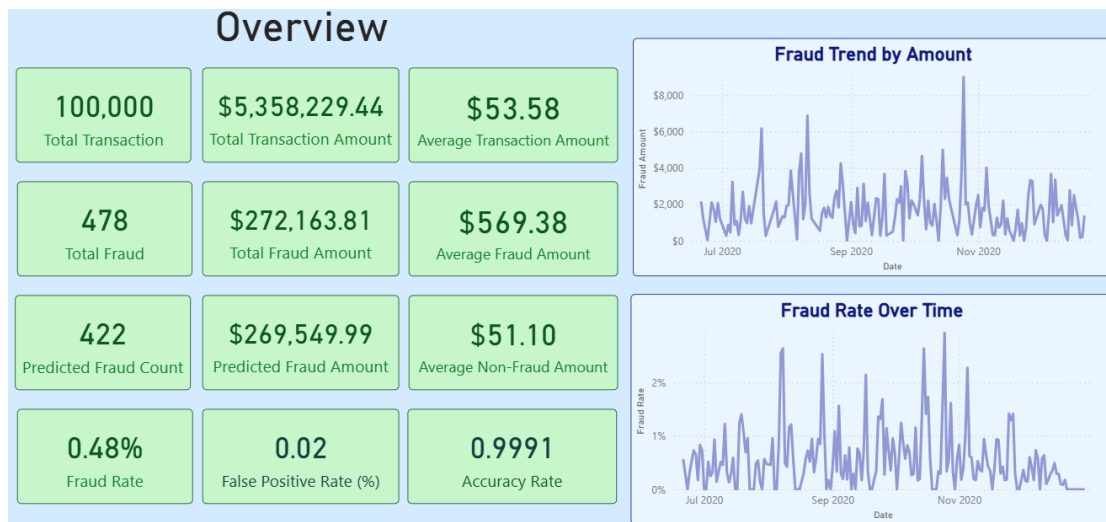 Overview
100,000
Total Transaction
$5,358,229.44
Total Transaction Amount
$53.58
Average Transaction Amount
478
Total Fraud
$272,163.81
Total Fraud Amount
$569.38
Average Fraud Amount
422
Predicted Fraud Count
$269,549.99
Predicted Fraud Amount
$51.10
Average Non-Fraud Amount
0.48%
Fraud Rate
0.02
False Positive Rate (%)
0.9991
Accuracy Rate
Fraud Trend by Amount
Fraud Amount
$8,000
$6,000
$4,000
$2,000
$0
Jul 2020
Sep 2020
Nov 2020
Date
Fraud Rate Over Time
Fraud Rate
2%
1%
0%
Jul 2020
Sep 2020
Nov 2020
Date